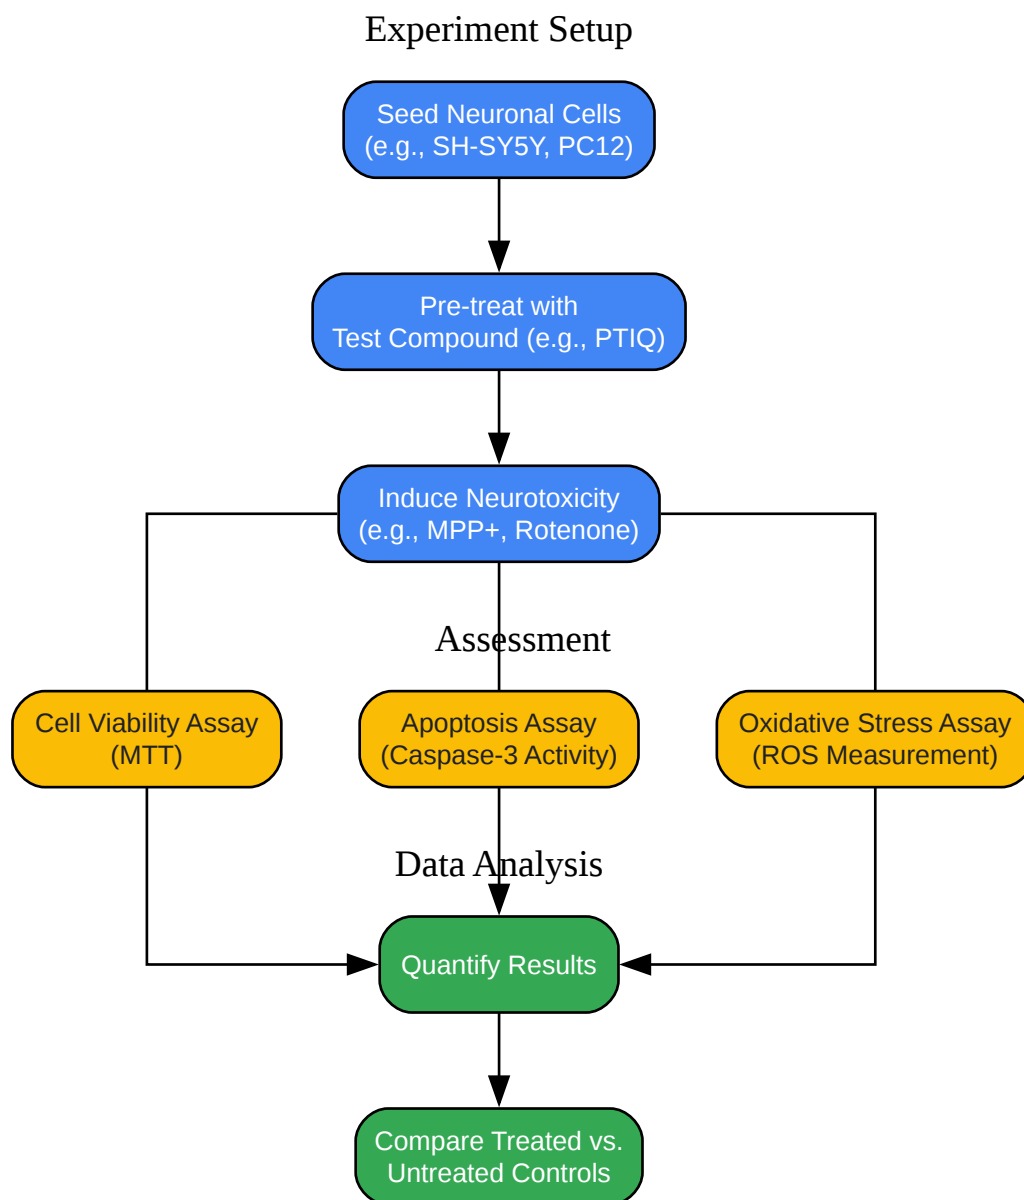 Experiment Setup
Seed Neuronal Cells
(e.g., SH-SY5Y, PC12)
Pre-treat with
Test Compound (e.g., PTIQ)
Induce Neurotoxicity
(e.g., MPP+, Rotenone)
Assessment
Cell Viability Assay
(MTT)
Apoptosis Assay
(Caspase-3 Activity)
Oxidative Stress Assay
(ROS Measurement)
Data Analysis
Quantify Results
Compare Treated vs.
Untreated Controls